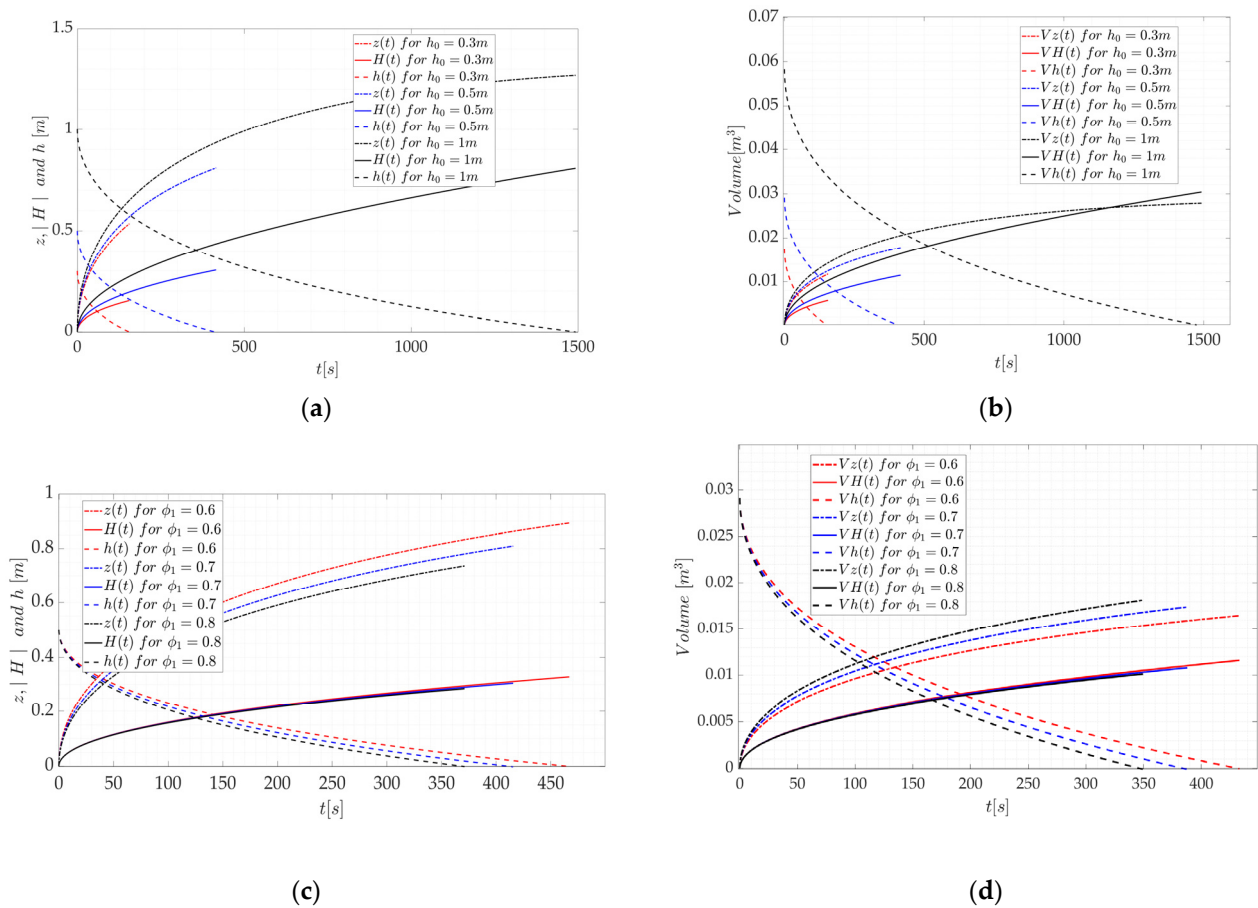 1.5
1
0.5
0
z, | H | and h [m]
z(t) for h₀ = 0.3m
H(t) for h₀ = 0.3m
h(t) for h₀ = 0.3m
z(t) for h₀ = 0.5m
H(t) for h₀ = 0.5m
h(t) for h₀ = 0.5m
z(t) for h₀ = 1m
H(t) for h₀ = 1m
h(t) for h₀ = 1m
0 500 1000 1500
t[s]
(a)
0.07
0.06
0.05
0.04
0.03
0.02
0.01
Volume[m³]
Vz(t) for h₀ = 0.3m
VH(t) for h₀ = 0.3m
Vh(t) for h₀ = 0.3m
Vz(t) for h₀ = 0.5m
VH(t) for h₀ = 0.5m
Vh(t) for h₀ = 0.5m
Vz(t) for h₀ = 1m
VH(t) for h₀ = 1m
Vh(t) for h₀ = 1m
0 500 1000 1500
t[s]
(b)
1
0.8
0.6
0.4
0.2
0
z, | H | and h [m]
z(t) for ϕ₁ = 0.6
H(t) for ϕ₁ = 0.6
h(t) for ϕ₁ = 0.6
z(t) for ϕ₁ = 0.7
H(t) for ϕ₁ = 0.7
h(t) for ϕ₁ = 0.7
z(t) for ϕ₁ = 0.8
H(t) for ϕ₁ = 0.8
h(t) for ϕ₁ = 0.8
0 50 100 150 200 250 300 350 400 450
t[s]
(c)
0.03
0.025
0.02
0.015
0.01
0.005
0
Volume [m³]
Vz(t) for ϕ₁ = 0.6
VH(t) for ϕ₁ = 0.6
Vh(t) for ϕ₁ = 0.6
Vz(t) for ϕ₁ = 0.7
VH(t) for ϕ₁ = 0.7
Vh(t) for ϕ₁ = 0.7
Vz(t) for ϕ₁ = 0.8
VH(t) for ϕ₁ = 0.8
Vh(t) for ϕ₁ = 0.8
0 50 100 150 200 250 300 350 400
t[s]
(d)